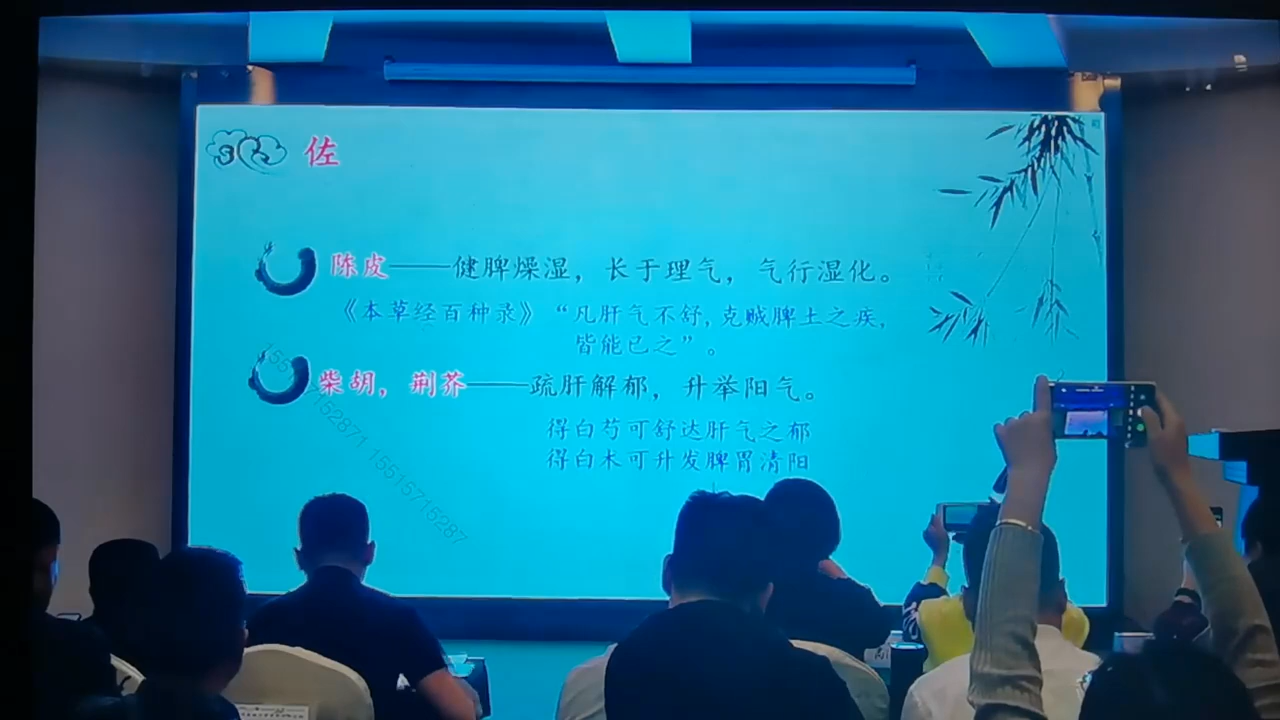 佐
陈皮——健脾燥湿，长于理气，气行湿化。
《本草经百种录》“凡肝气不舒,克贼脾土之疾,
皆能已之”。
柴胡，荆芥——疏肝解郁，升举阳气。
得白芍可舒达肝气之郁
得白术可升发脾胃清阳
15515715287